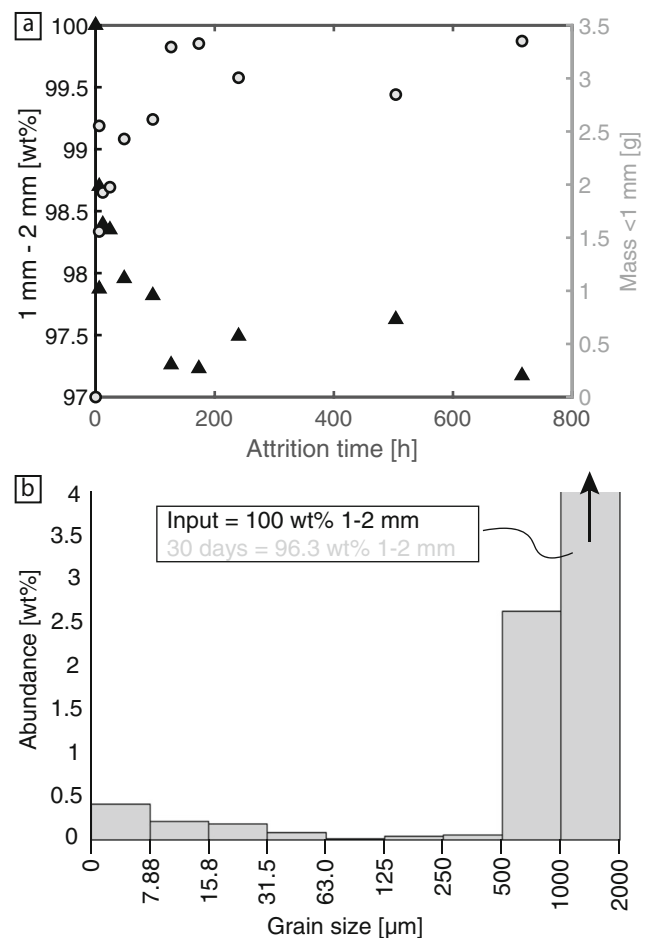 a
100
99.5
99
98.5
98
97.5
97
1 mm - 2 mm [wt%]
3.5
3
2.5
2
1.5
1
0.5
0
Mass <1 mm [g]
0 200 400 600 800
Attrition time [h]
b
4
3.5
3
2.5
2
1.5
1
0.5
0
Abundance [wt%]
Input = 100 wt% 1-2 mm
30 days = 96.3 wt% 1-2 mm
0 7.88 15.8 31.5 63.0 125 250 500 1000 2000
Grain size [µm]